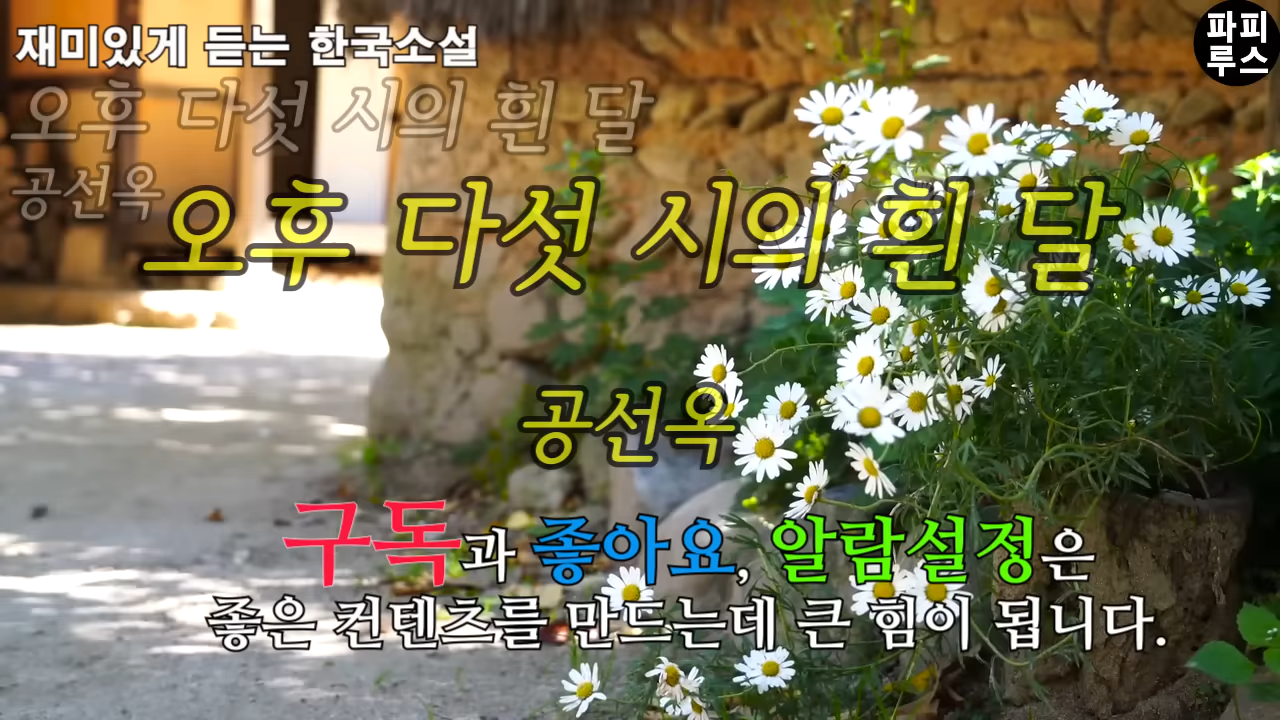 재미있게 듣는 한국소설
파피
루스
오후 다섯 시의 흰 달
공선옥
오후 다섯 시의 흰 달
공선옥
구독과 좋아요, 알람설정은
좋은 컨텐츠를 만드는데 큰 힘이 됩니다.